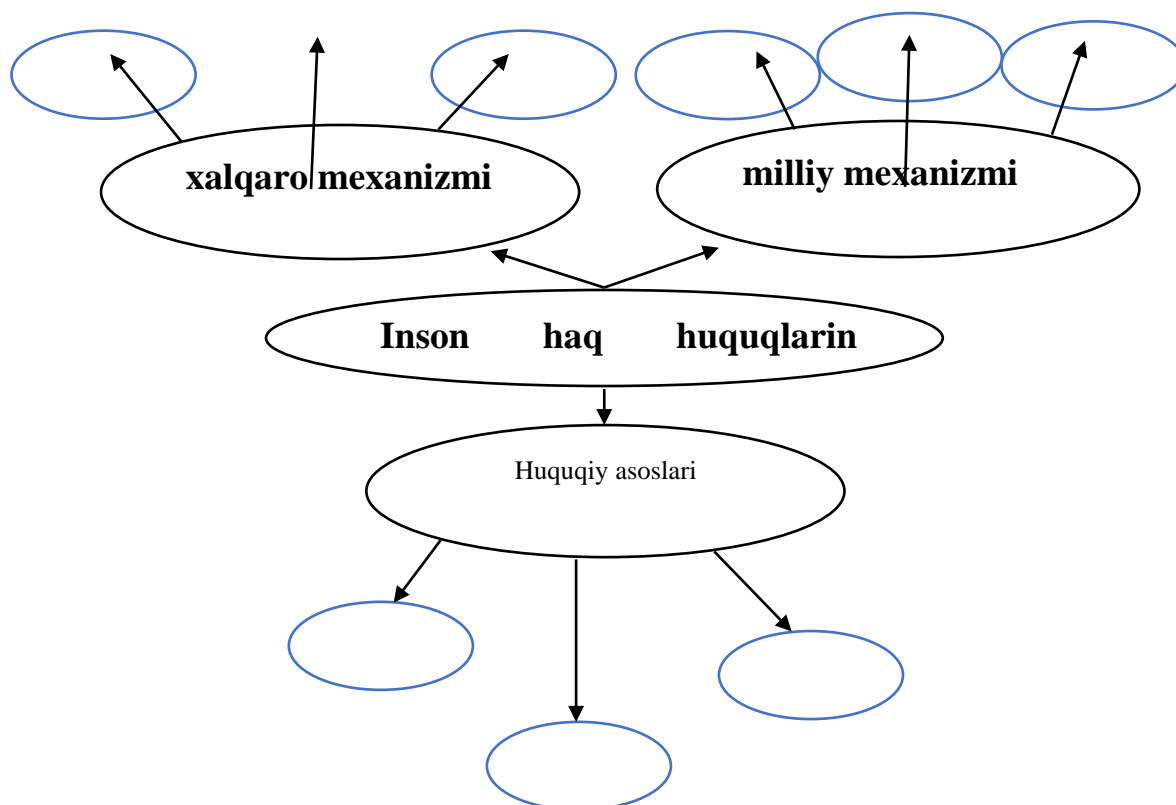 xalqaro mexanizmi
milliy mexanizmi
Inson haq huquqlarin
Huquqiy asoslari